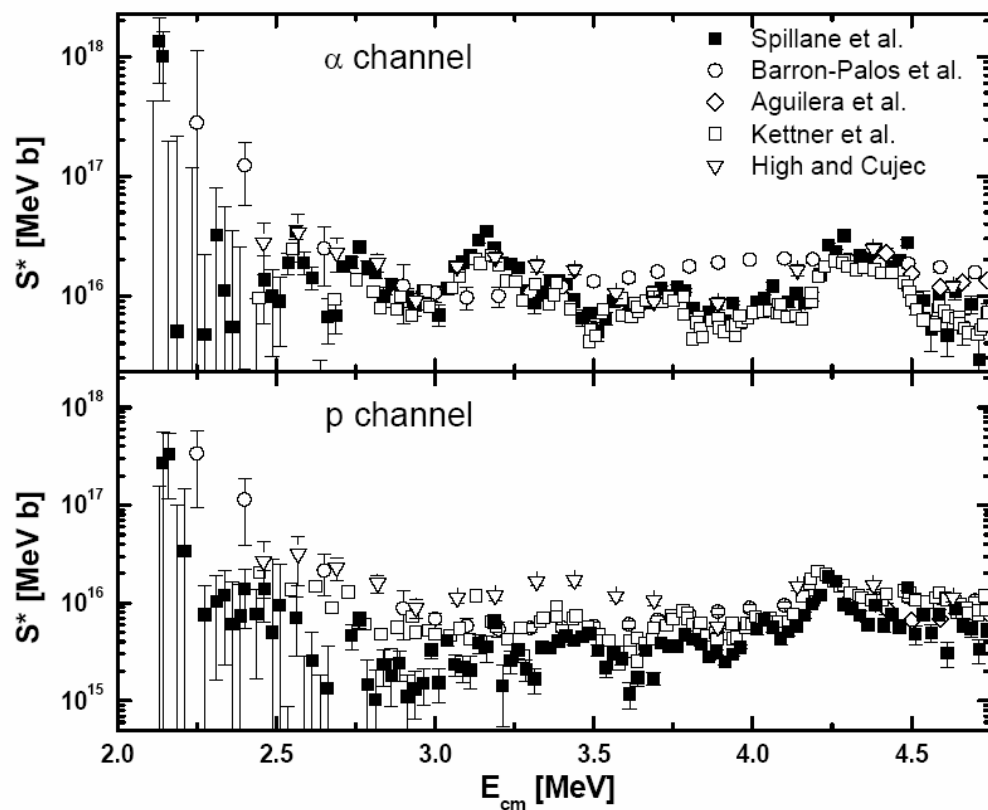 10^18
10^17
10^16
S* [MeV b]
α channel
Spillane et al.
Barron-Palos et al.
Aguilera et al.
Kettner et al.
High and Cujec
10^18
10^17
10^16
10^15
S* [MeV b]
p channel
2.0 2.5 3.0 3.5 4.0 4.5
E_cm [MeV]